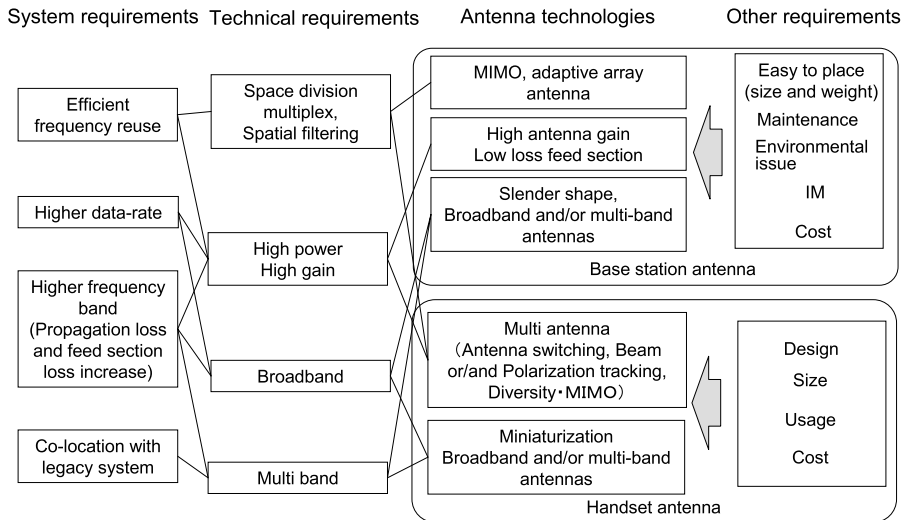 System requirements
Technical requirements
Antenna technologies
Other requirements
Efficient
frequency reuse
Higher data-rate
Higher frequency
band
(Propagation loss
and feed section
loss increase)
Co-location with
legacy system
Space division
multiplex,
Spatial filtering
High power
High gain
Broadband
Multi band
MIMO, adaptive array
antenna
High antenna gain
Low loss feed section
Slender shape,
Broadband and/or multi-band
antennas
Base station antenna
Multi antenna
（Antenna switching, Beam
or/and Polarization tracking,
Diversity・MIMO）
Miniaturization
Broadband and/or multi-band
antennas
Handset antenna
Easy to place
(size and weight)
Maintenance
Environmental
issue
IM
Cost
Design
Size
Usage
Cost